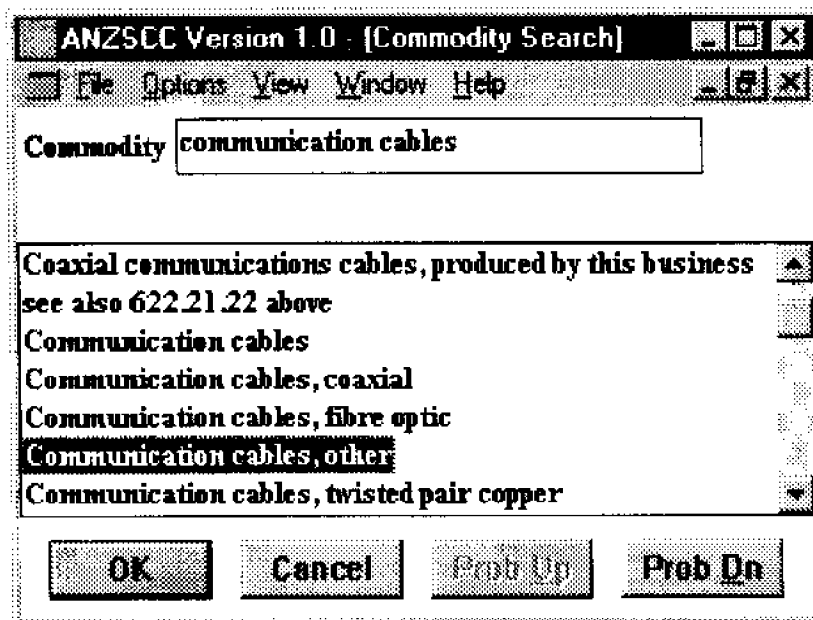 ANZSCC Version 1.0 - [Commodity Search]
File Options View Window Help
Commodity communication cables
Coaxial communications cables, produced by this business
see also 622.21.22 above
Communication cables
Communication cables, coaxial
Communication cables, fibre optic
Communication cables, other
Communication cables, twisted pair copper
OK Cancel Prob Up Prob Dn